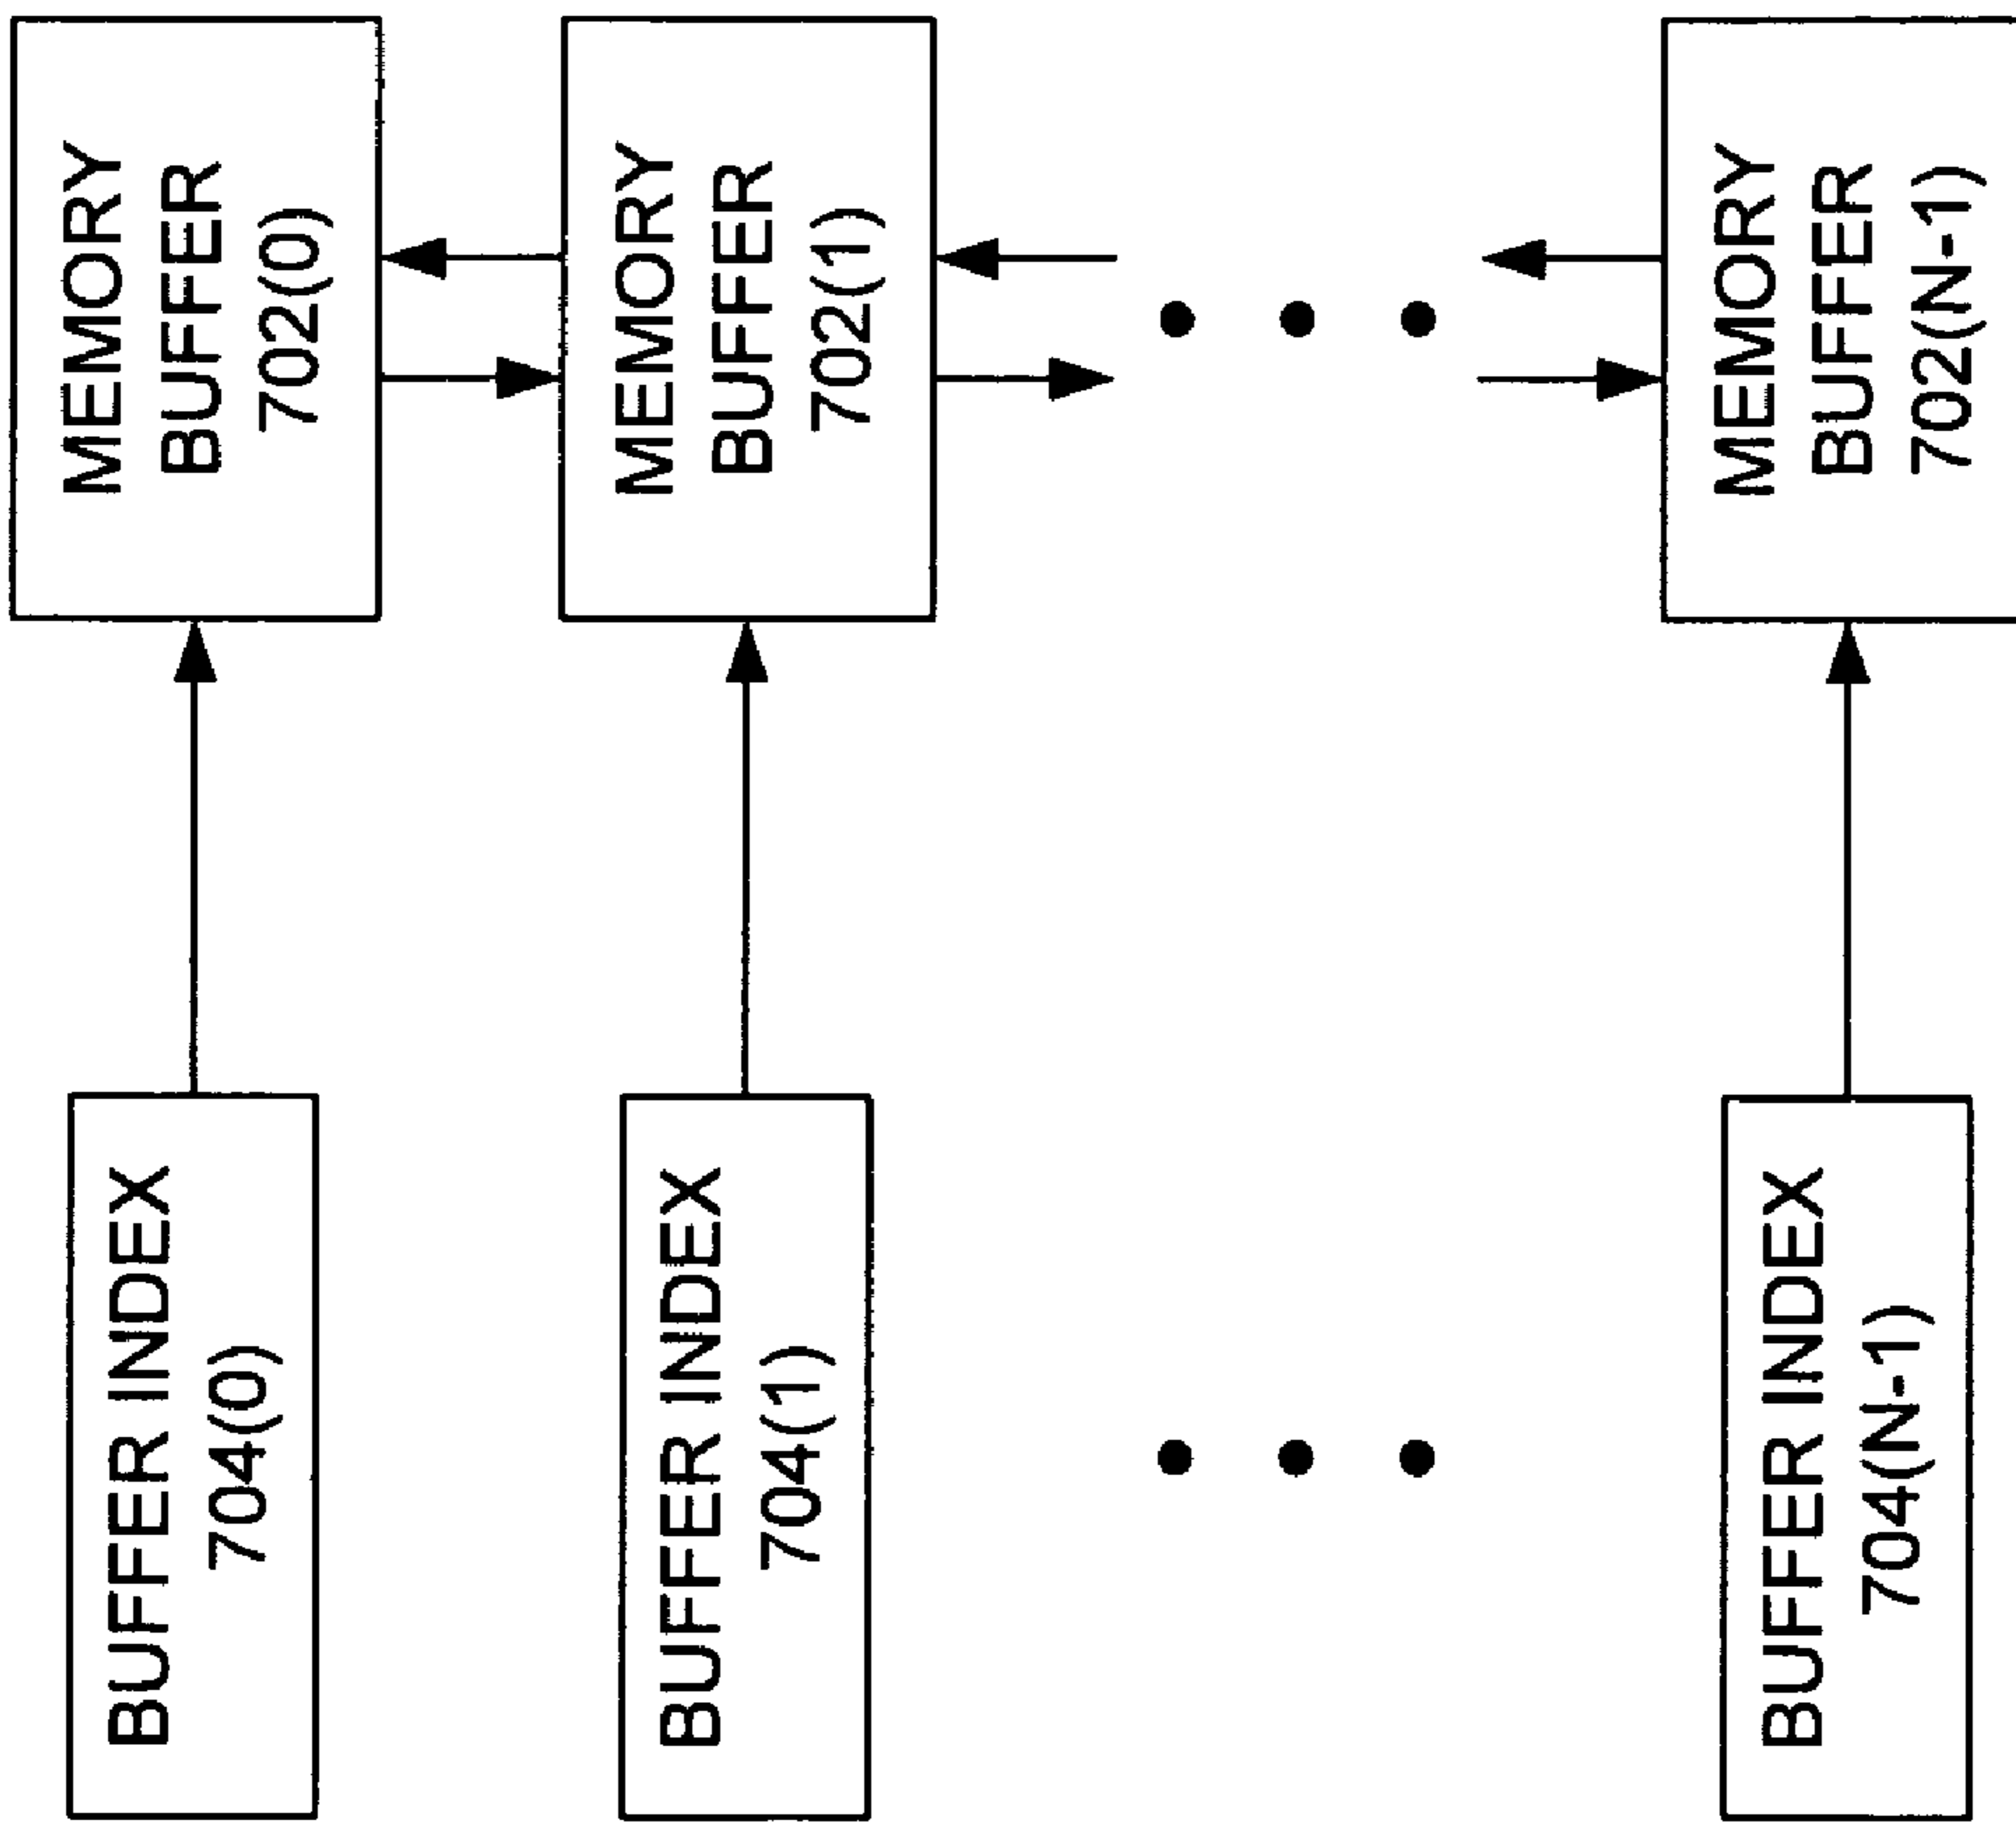 BUFFER INDEX
704(0)
MEMORY
BUFFER
702(0)
BUFFER INDEX
704(1)
MEMORY
BUFFER
702(1)
BUFFER INDEX
704(N-1)
MEMORY
BUFFER
702(N-1)